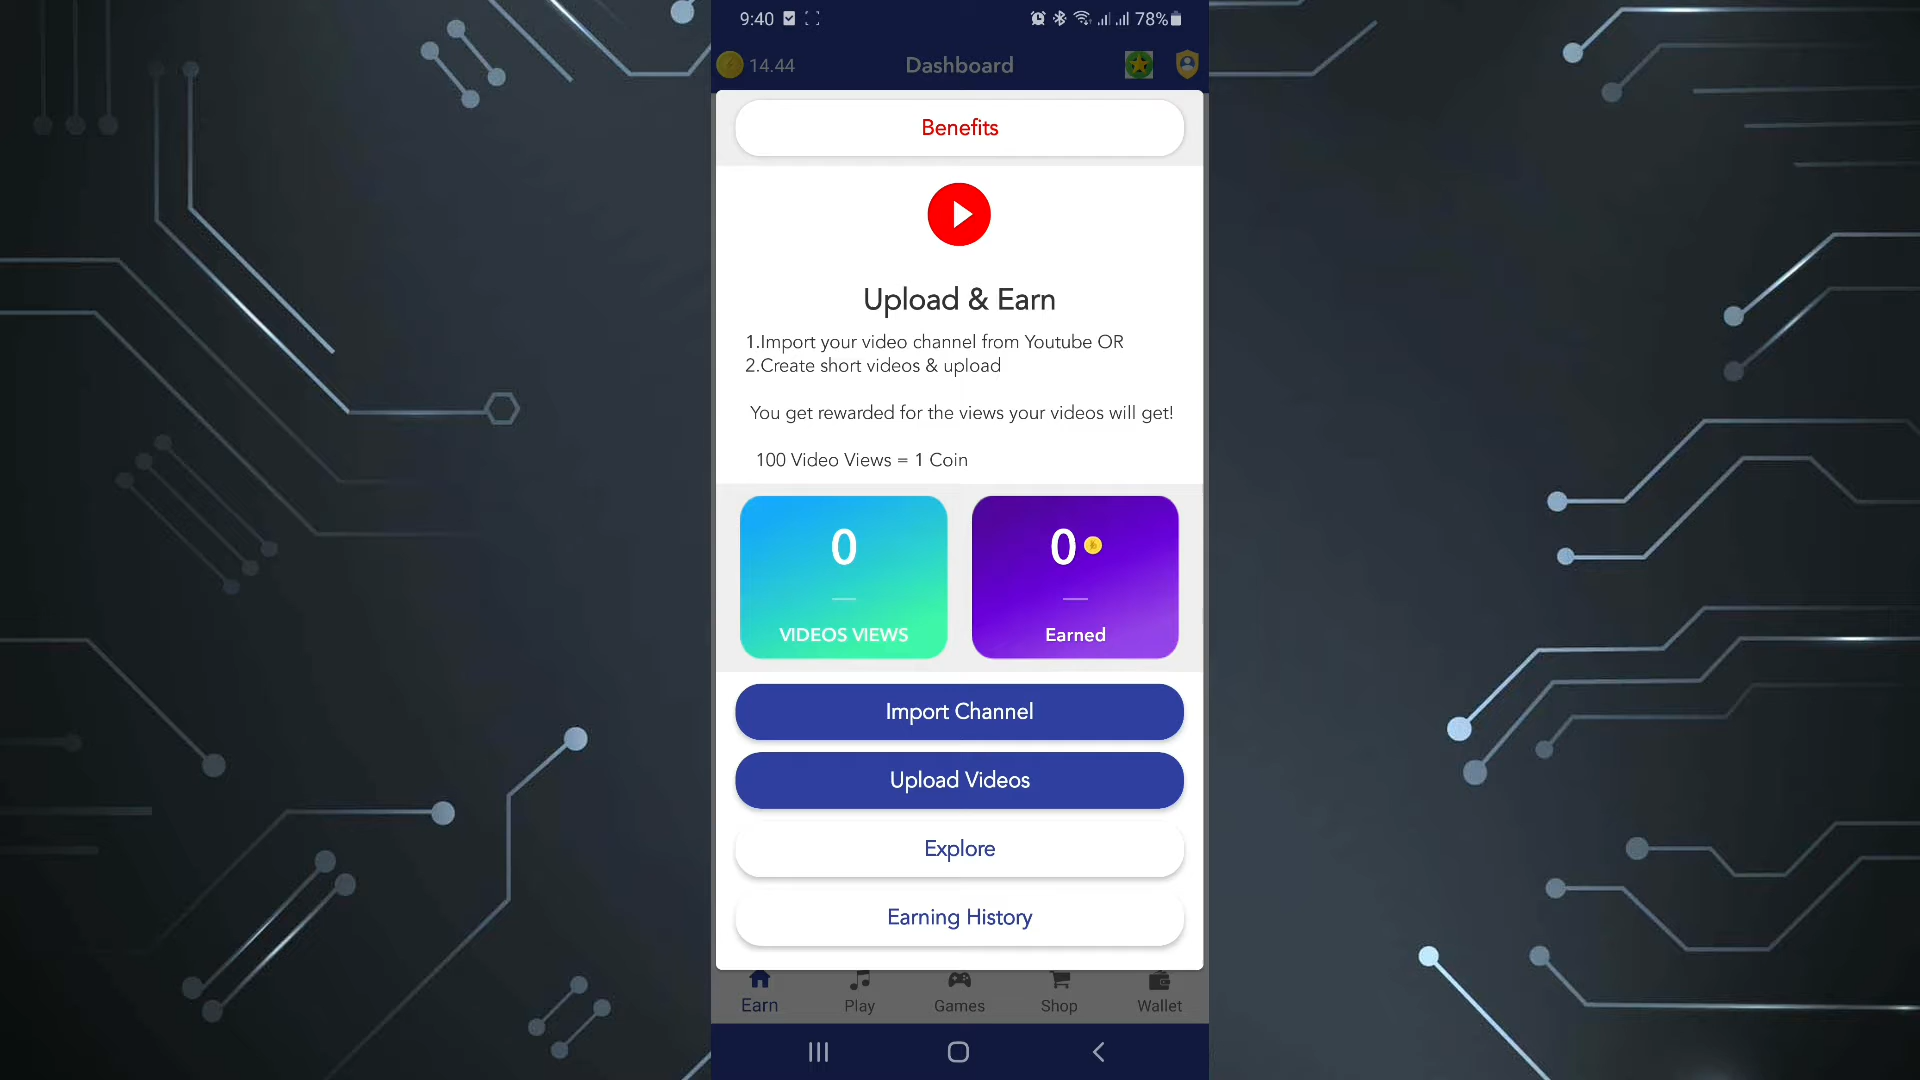 9:40
78%
14.44
Dashboard
Benefits
Upload & Earn
1.Import your video channel from Youtube OR
2.Create short videos & upload
You get rewarded for the views your videos will get!
100 Video Views = 1 Coin
0
VIDEOS VIEWS
0
Earned
Import Channel
Upload Videos
Explore
Earning History
Earn
Play
Games
Shop
Wallet